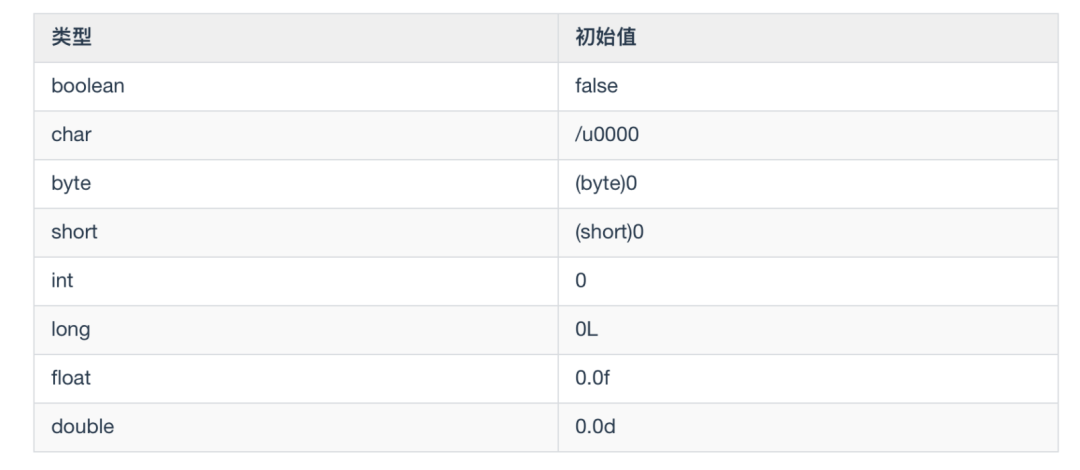 类型 初始值
boolean false
char /u0000
byte (byte)0
short (short)0
int 0
long 0L
float 0.0f
double 0.0d